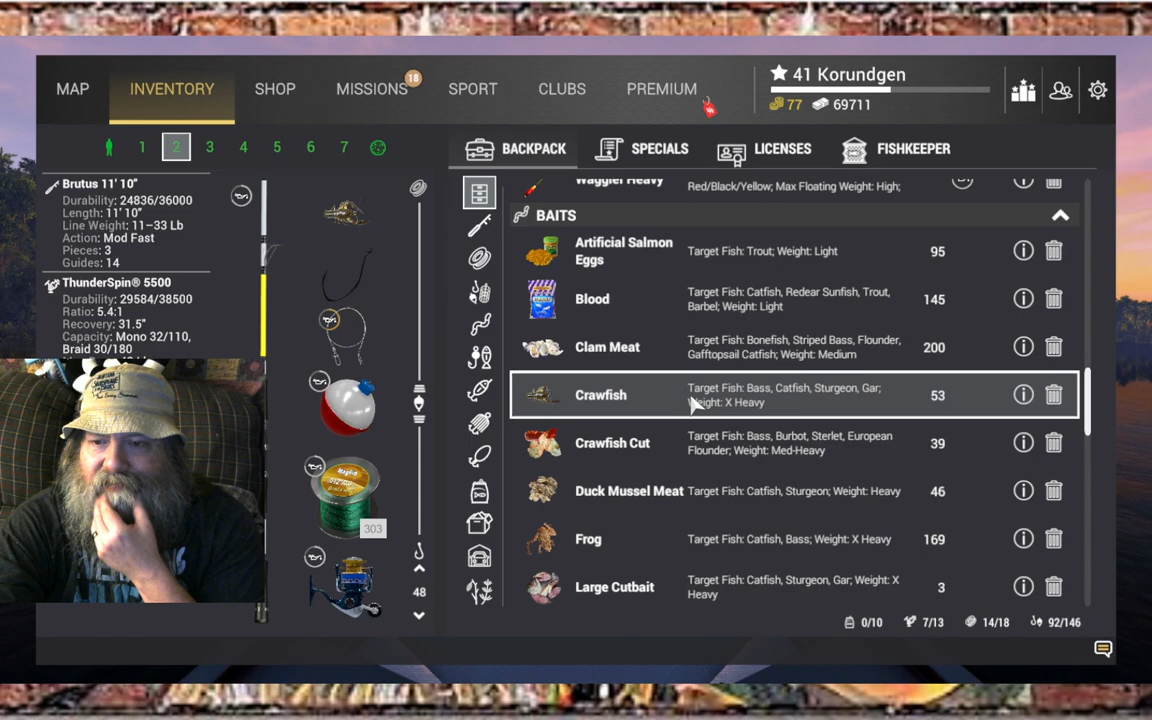 MAP
INVENTORY
SHOP
MISSIONS
18
SPORT
CLUBS
PREMIUM
41 Korundgen
77
69711
1
2
3
4
5
6
7
BACKPACK
SPECIALS
LICENSES
FISHKEEPER
Brutus 11' 10"
Durability: 24836/36000
Length: 11' 10"
Line Weight: 11–33 Lb
Action: Mod Fast
Pieces: 3
Guides: 14
ThunderSpin® 5500
Durability: 29584/38500
Ratio: 5.4:1
Recovery: 31.5"
Capacity: Mono 32/110,
Braid 30/180
303
48
Waggler Heavy
Red/Black/Yellow; Max Floating Weight: High;
BAITS
Artificial Salmon
Eggs
Target Fish: Trout; Weight: Light
95
Blood
Target Fish: Catfish, Redear Sunfish, Trout,
Barbel; Weight: Light
145
Clam Meat
Target Fish: Bonefish, Striped Bass, Flounder,
Gafftopsail Catfish; Weight: Medium
200
Crawfish
Target Fish: Bass, Catfish, Sturgeon, Gar;
Weight: X Heavy
53
Crawfish Cut
Target Fish: Bass, Burbot, Sterlet, European
Flounder; Weight: Med-Heavy
39
Duck Mussel Meat
Target Fish: Catfish, Sturgeon; Weight: Heavy
46
Frog
Target Fish: Catfish, Bass; Weight: X Heavy
169
Large Cutbait
Target Fish: Catfish, Sturgeon, Gar; Weight: X
Heavy
3
0/10
7/13
14/18
92/146